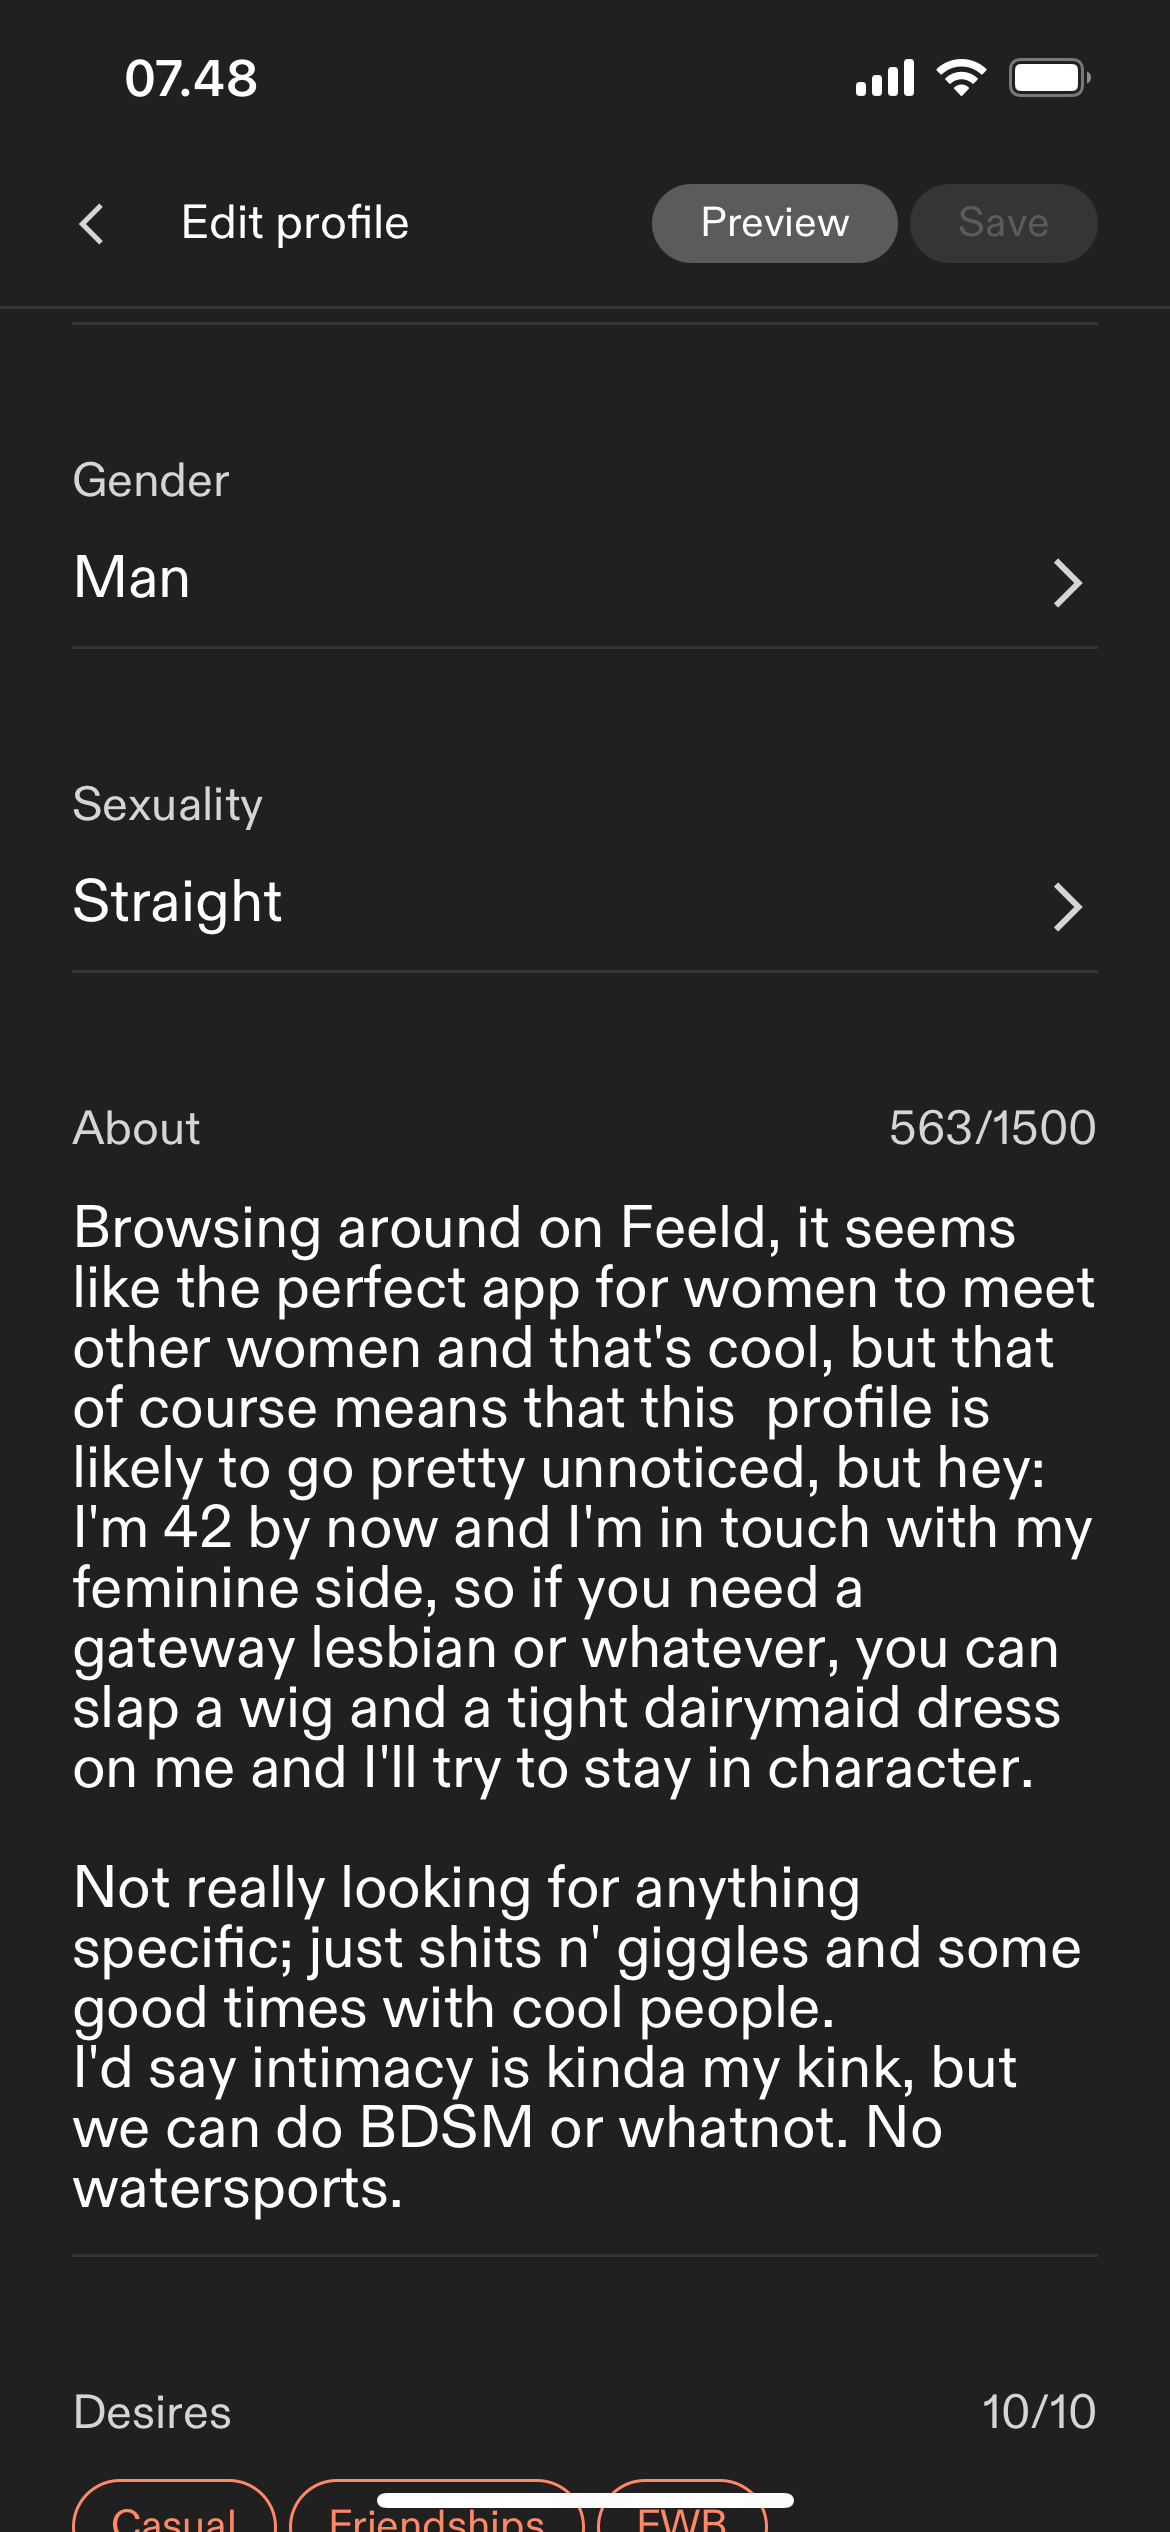 07.48
Edit profile
Preview
Save
Gender
Man
Sexuality
Straight
About
563/1500
Browsing around on Feeld, it seems
like the perfect app for women to meet
other women and that's cool, but that
of course means that this  profile is
likely to go pretty unnoticed, but hey:
I'm 42 by now and I'm in touch with my
feminine side, so if you need a
gateway lesbian or whatever, you can
slap a wig and a tight dairymaid dress
on me and I'll try to stay in character.
Not really looking for anything
specific; just shits n' giggles and some
good times with cool people.
I'd say intimacy is kinda my kink, but
we can do BDSM or whatnot. No
watersports.
Desires
10/10
Casual
Friendships
FWB